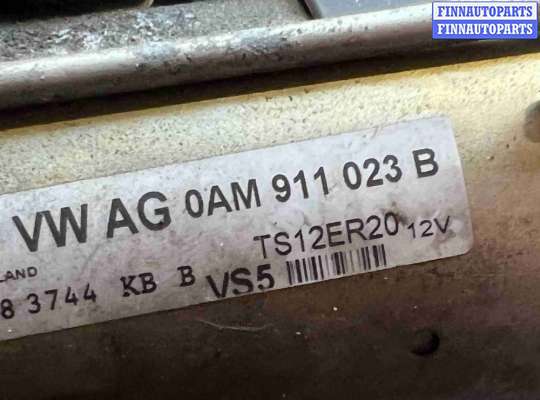 FINNAUTOPARTS
FINNAUTOPARTS
VW AG 0AM 911 023 B
TS12ER20 12V
LAND
8 3744 KB B VS5